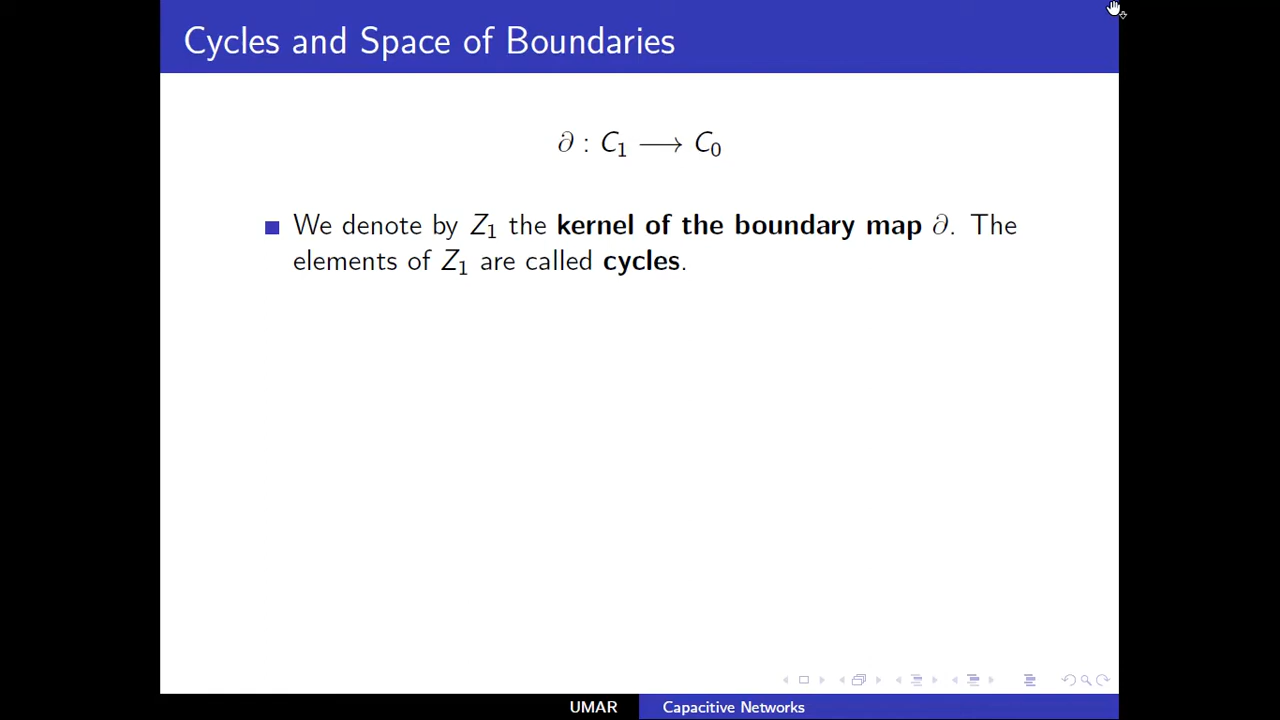 Cycles and Space of Boundaries
∂ : C₁ ⟶ C₀
We denote by Z₁ the kernel of the boundary map ∂. The
elements of Z₁ are called cycles.
UMAR
Capacitive Networks